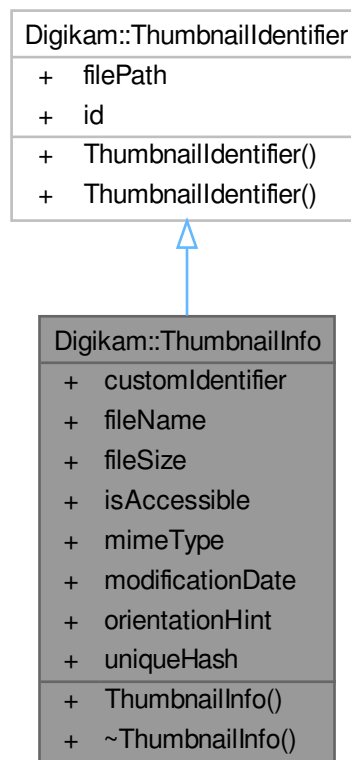 Digikam::ThumbnailIdentifier
+ filePath
+ id
+ ThumbnailIdentifier()
+ ThumbnailIdentifier()
Digikam::ThumbnailInfo
+ customIdentifier
+ fileName
+ fileSize
+ isAccessible
+ mimeType
+ modificationDate
+ orientationHint
+ uniqueHash
+ ThumbnailInfo()
+ ~ThumbnailInfo()